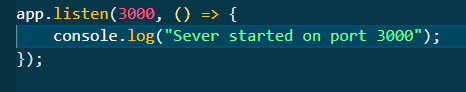 app.listen(3000, () => {
    console.log("Sever started on port 3000");
});